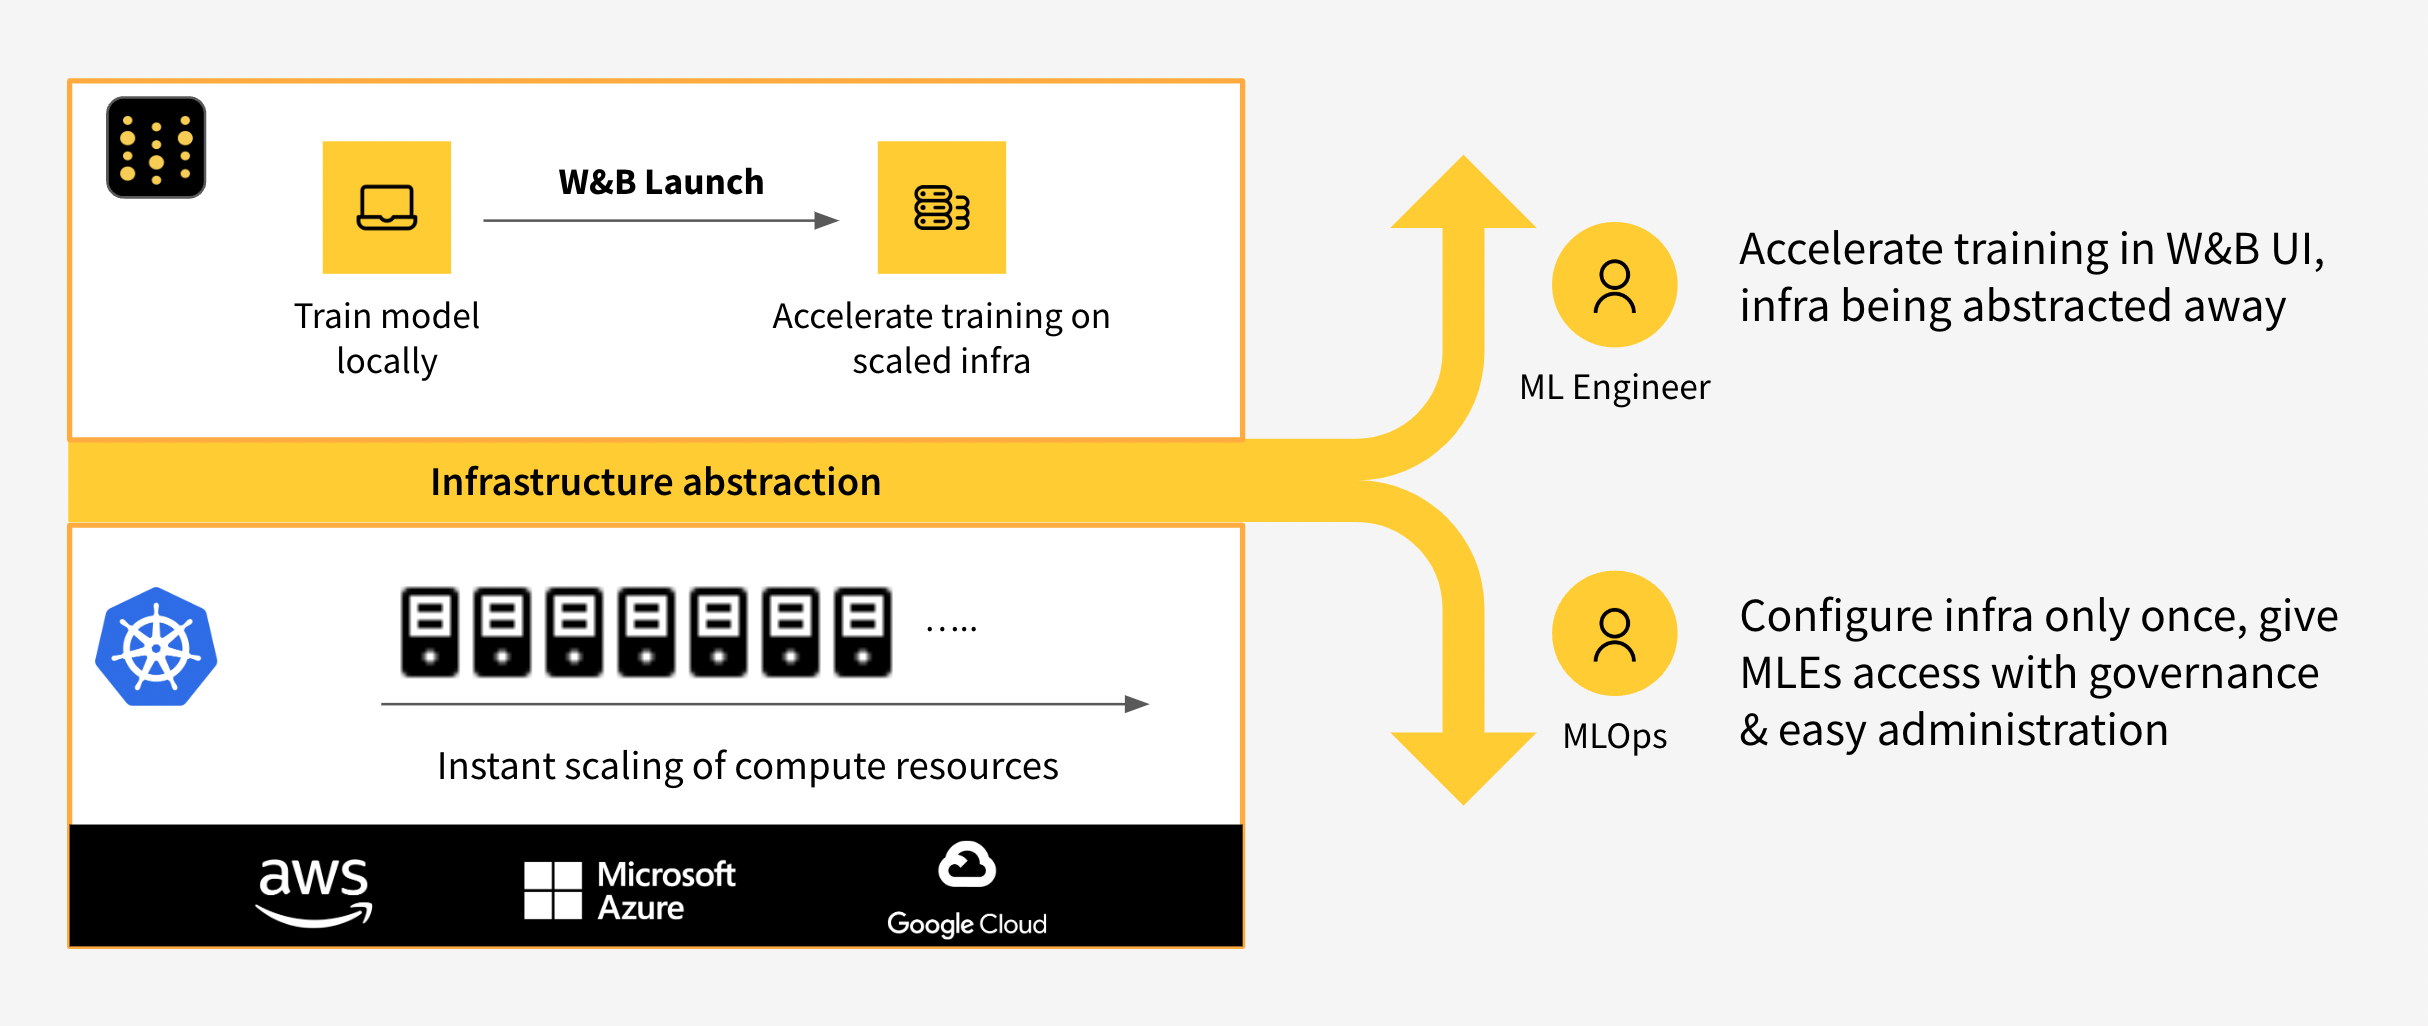 W&B Launch
Train model
locally
Accelerate training on
scaled infra
Infrastructure abstraction
.....
Instant scaling of compute resources
aws
Microsoft
Azure
Google Cloud
ML Engineer
Accelerate training in W&B UI,
infra being abstracted away
MLOps
Configure infra only once, give
MLEs access with governance
& easy administration